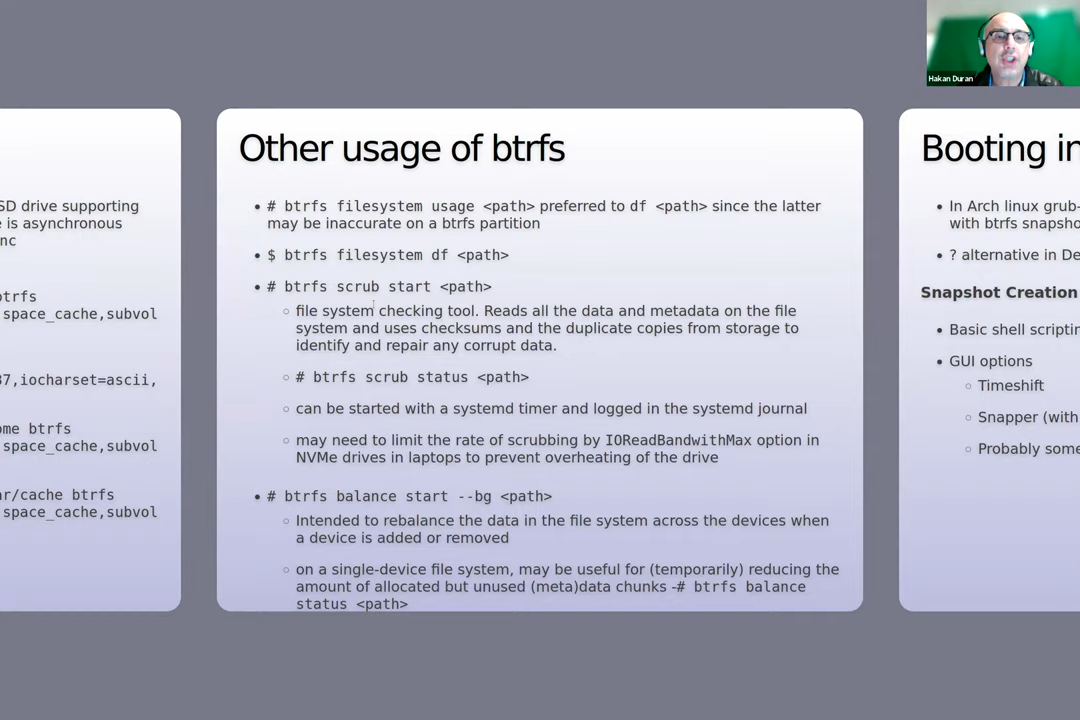 Hakan Duran
SD drive supporting
e is asynchronous
nc
btrfs
space_cache,subvol
37,iocharset=ascii,
ome btrfs
space_cache,subvol
ar/cache btrfs
space_cache,subvol
Other usage of btrfs
• # btrfs filesystem usage <path> preferred to df <path> since the latter
may be inaccurate on a btrfs partition
• $ btrfs filesystem df <path>
• # btrfs scrub start <path>
◦ file system checking tool. Reads all the data and metadata on the file
system and uses checksums and the duplicate copies from storage to
identify and repair any corrupt data.
◦ # btrfs scrub status <path>
◦ can be started with a systemd timer and logged in the systemd journal
◦ may need to limit the rate of scrubbing by IOReadBandwithMax option in
NVMe drives in laptops to prevent overheating of the drive
• # btrfs balance start --bg <path>
◦ Intended to rebalance the data in the file system across the devices when
a device is added or removed
◦ on a single-device file system, may be useful for (temporarily) reducing the
amount of allocated but unused (meta)data chunks -# btrfs balance
status <path>
Booting in
• In Arch linux grub-
with btrfs snapsho
• ? alternative in De
Snapshot Creation
• Basic shell scriptin
• GUI options
◦ Timeshift
◦ Snapper (with
◦ Probably some